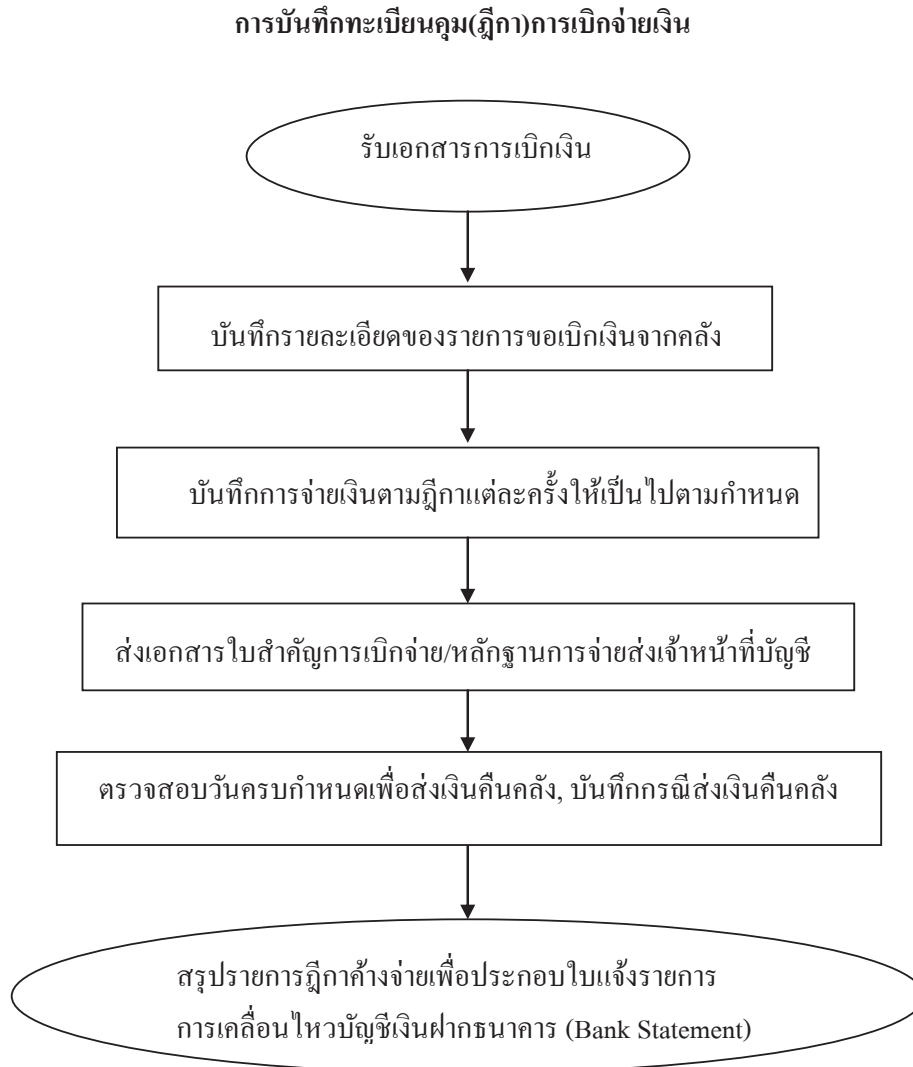 การบันทึกทะเบียนคุม(ฎีกา)การเบิกจ่ายเงิน
รับเอกสารการเบิกเงิน
บันทึกรายละเอียดของรายการขอเบิกเงินจากคลัง
บันทึกการจ่ายเงินตามฎีกาแต่ละครั้งให้เป็นไปตามกำหนด
ส่งเอกสารใบสำคัญการเบิกจ่าย/หลักฐานการจ่ายส่งเจ้าหน้าที่บัญชี
ตรวจสอบวันครบกำหนดเพื่อส่งเงินคืนคลัง, บันทึกกรณีส่งเงินคืนคลัง
สรุปรายการฎีกาค้างจ่ายเพื่อประกอบใบแจ้งรายการ
การเคลื่อนไหวบัญชีเงินฝากธนาคาร (Bank Statement)